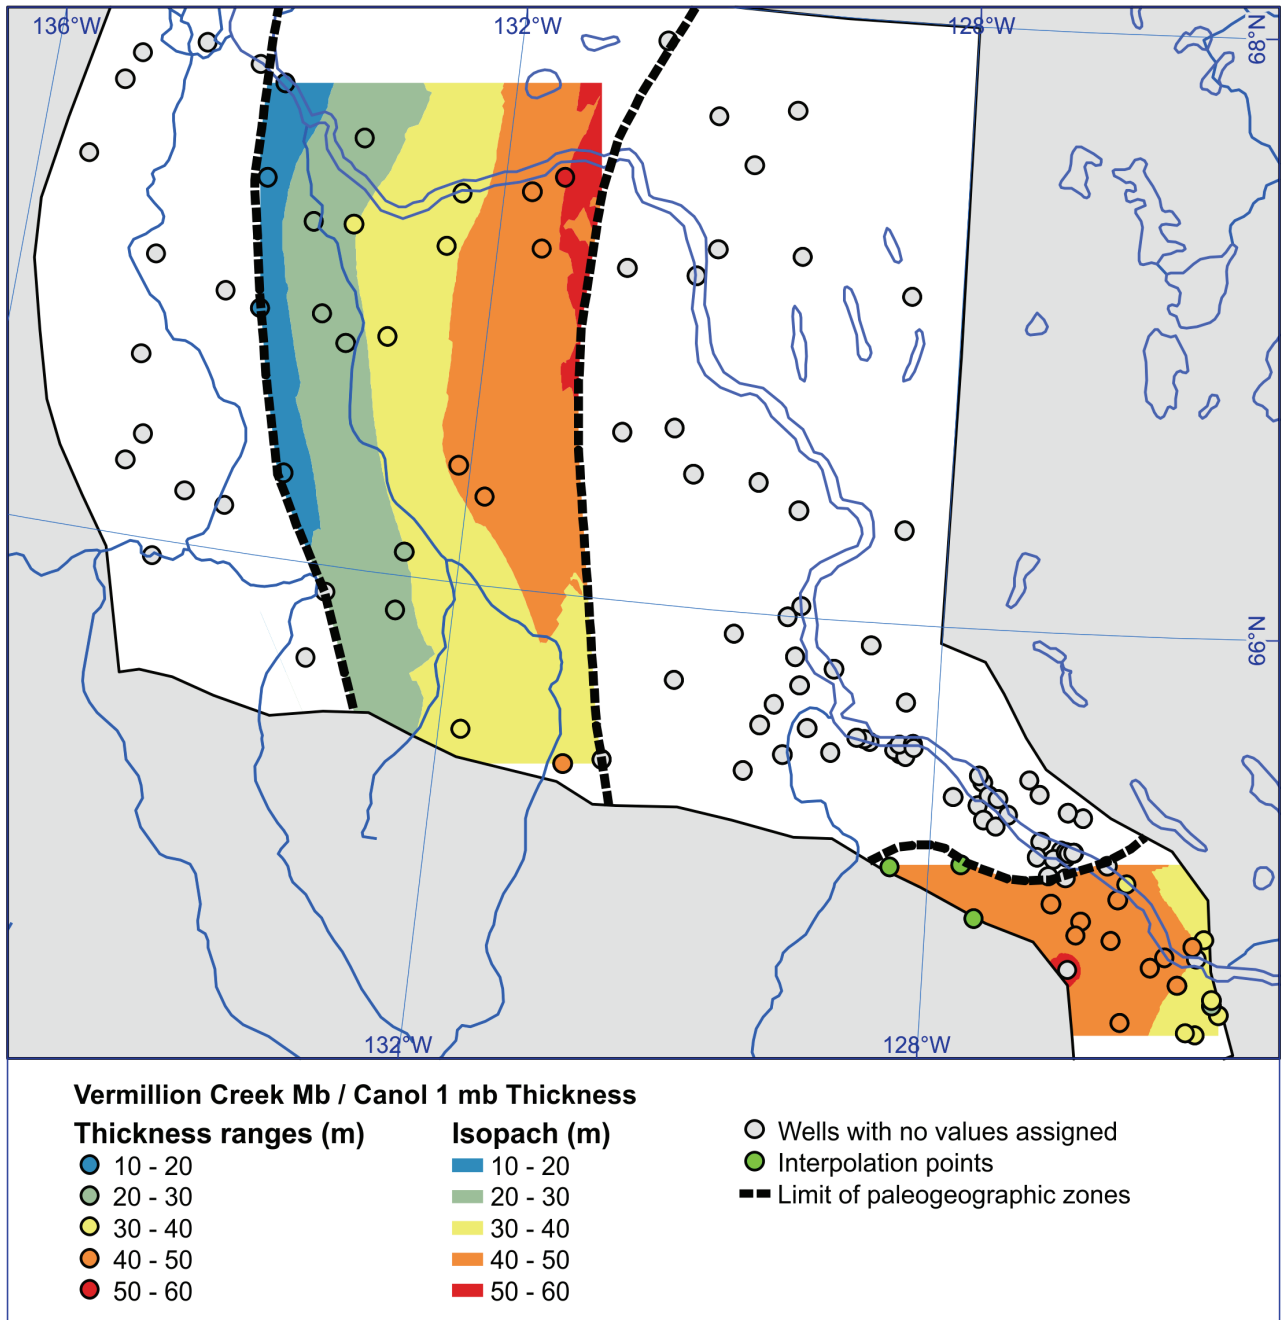 136°W
132°W
128°W
68°N
66°N
132°W
128°W
Vermillion Creek Mb / Canol 1 mb Thickness
Thickness ranges (m)
10 - 20
20 - 30
30 - 40
40 - 50
50 - 60
Isopach (m)
10 - 20
20 - 30
30 - 40
40 - 50
50 - 60
Wells with no values assigned
Interpolation points
Limit of paleogeographic zones